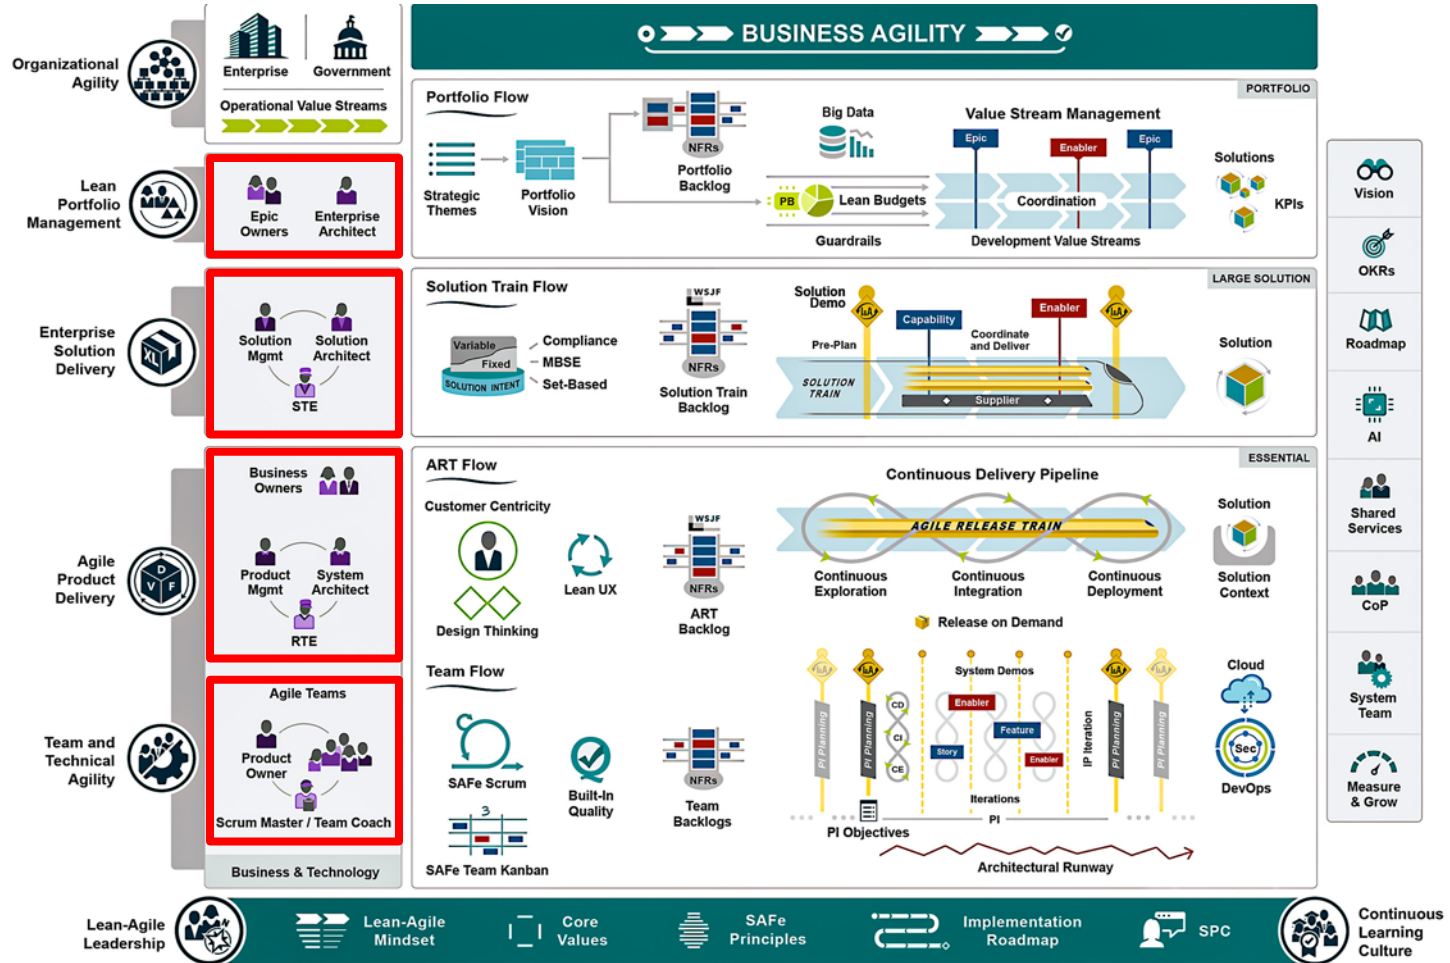 BUSINESS AGILITY
Organizational
Agility
Enterprise
Government
Operational Value Streams
Lean
Portfolio
Management
Epic
Owners
Enterprise
Architect
Enterprise
Solution
Delivery
XL
Solution
Mgmt
Solution
Architect
STE
Agile
Product
Delivery
D
V
F
Business
Owners
Product
Mgmt
System
Architect
RTE
Team and
Technical
Agility
Agile Teams
Product
Owner
Scrum Master / Team Coach
Business & Technology
PORTFOLIO
Portfolio Flow
Strategic
Themes
Portfolio
Vision
NFRs
Portfolio
Backlog
Big Data
PB
Lean Budgets
Guardrails
Value Stream Management
Epic
Enabler
Epic
Coordination
Development Value Streams
Solutions
KPIs
LARGE SOLUTION
Solution Train Flow
Variable
Fixed
SOLUTION INTENT
Compliance
MBSE
Set-Based
WSJF
NFRs
Solution Train
Backlog
Solution
Demo
Pre-Plan
Capability
Coordinate
and Deliver
Enabler
SOLUTION
TRAIN
Supplier
I&A
I&A
Solution
ESSENTIAL
ART Flow
Customer Centricity
Design Thinking
Lean UX
WSJF
NFRs
ART
Backlog
Continuous Delivery Pipeline
AGILE RELEASE TRAIN
Continuous
Exploration
Continuous
Integration
Continuous
Deployment
Release on Demand
Solution
Solution
Context
Team Flow
SAFe Scrum
Built-In
Quality
3
SAFe Team Kanban
NFRs
Team
Backlogs
I&A
I&A
I&A
I&A
PI Planning
PI Planning
CD
CI
CE
System Demos
Enabler
Feature
Story
Enabler
Iterations
IP Iteration
PI Planning
PI Planning
PI
PI Objectives
Architectural Runway
Cloud
Sec
DevOps
Vision
OKRs
Roadmap
AI
Shared
Services
CoP
System
Team
Measure
& Grow
Lean-Agile
Leadership
Lean-Agile
Mindset
Core
Values
SAFe
Principles
Implementation
Roadmap
SPC
Continuous
Learning
Culture